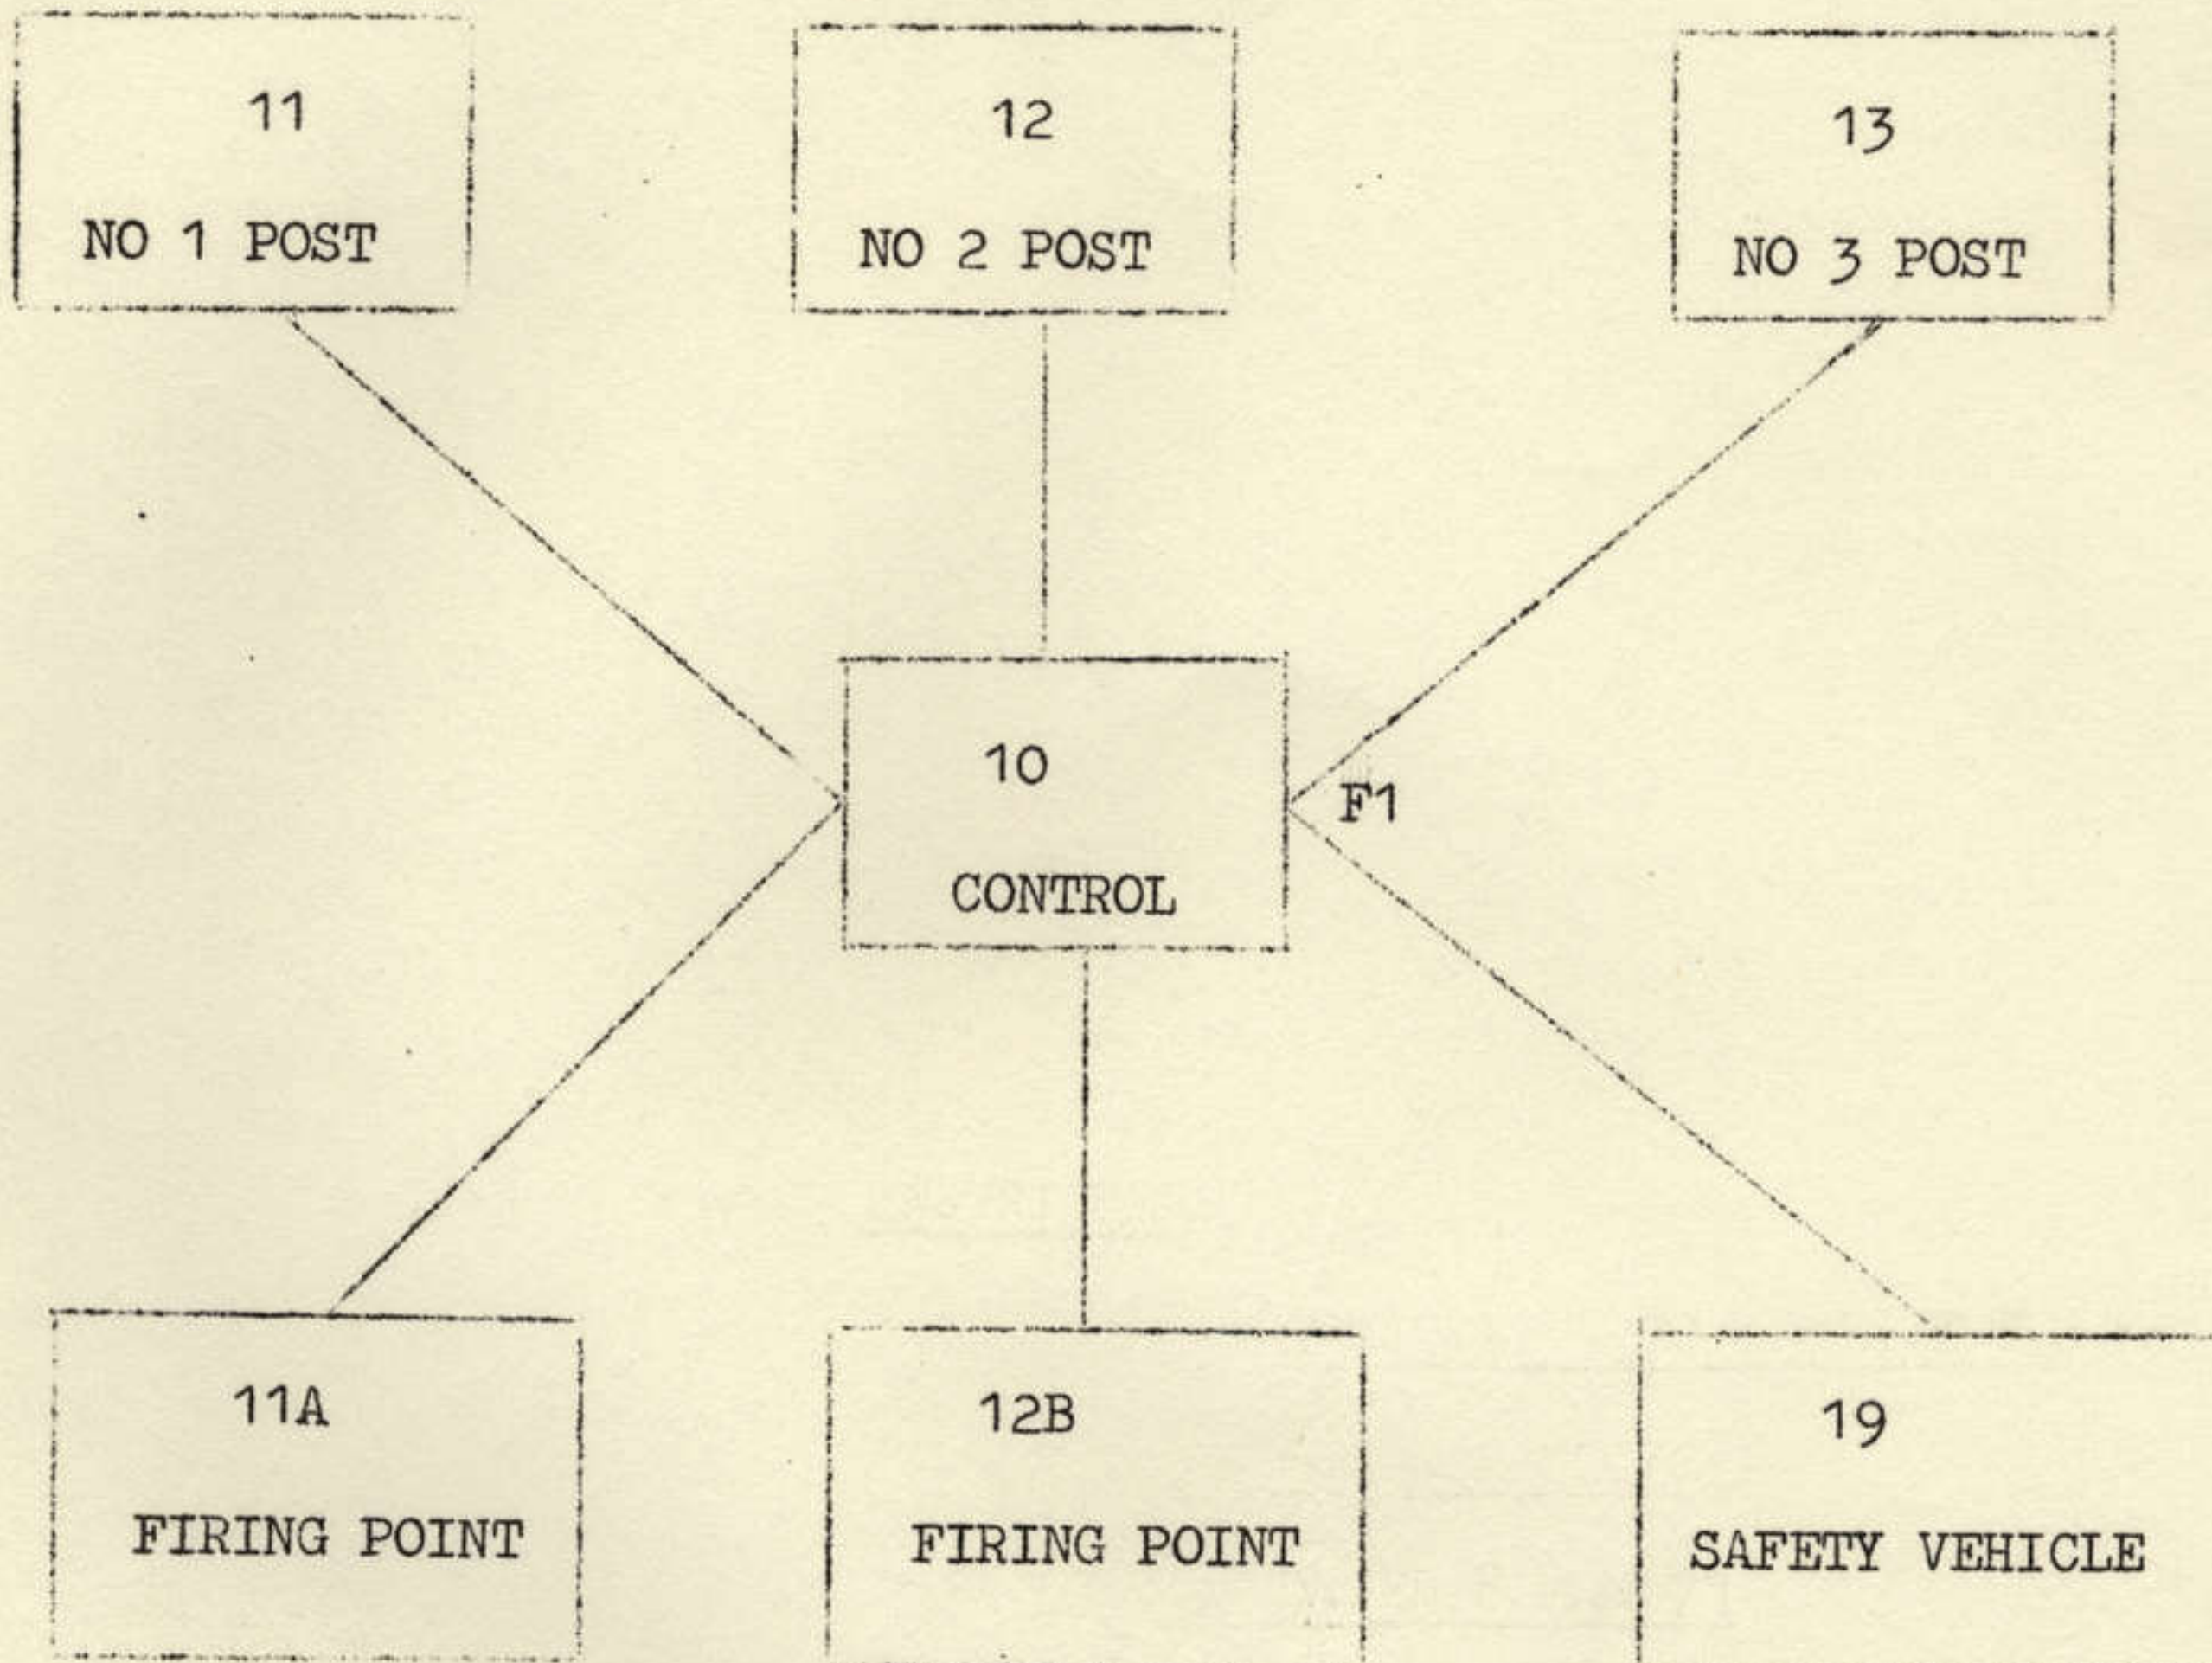 11
NO 1 POST
12
NO 2 POST
13
NO 3 POST
10
CONTROL
F1
11A
FIRING POINT
12B
FIRING POINT
19
SAFETY VEHICLE